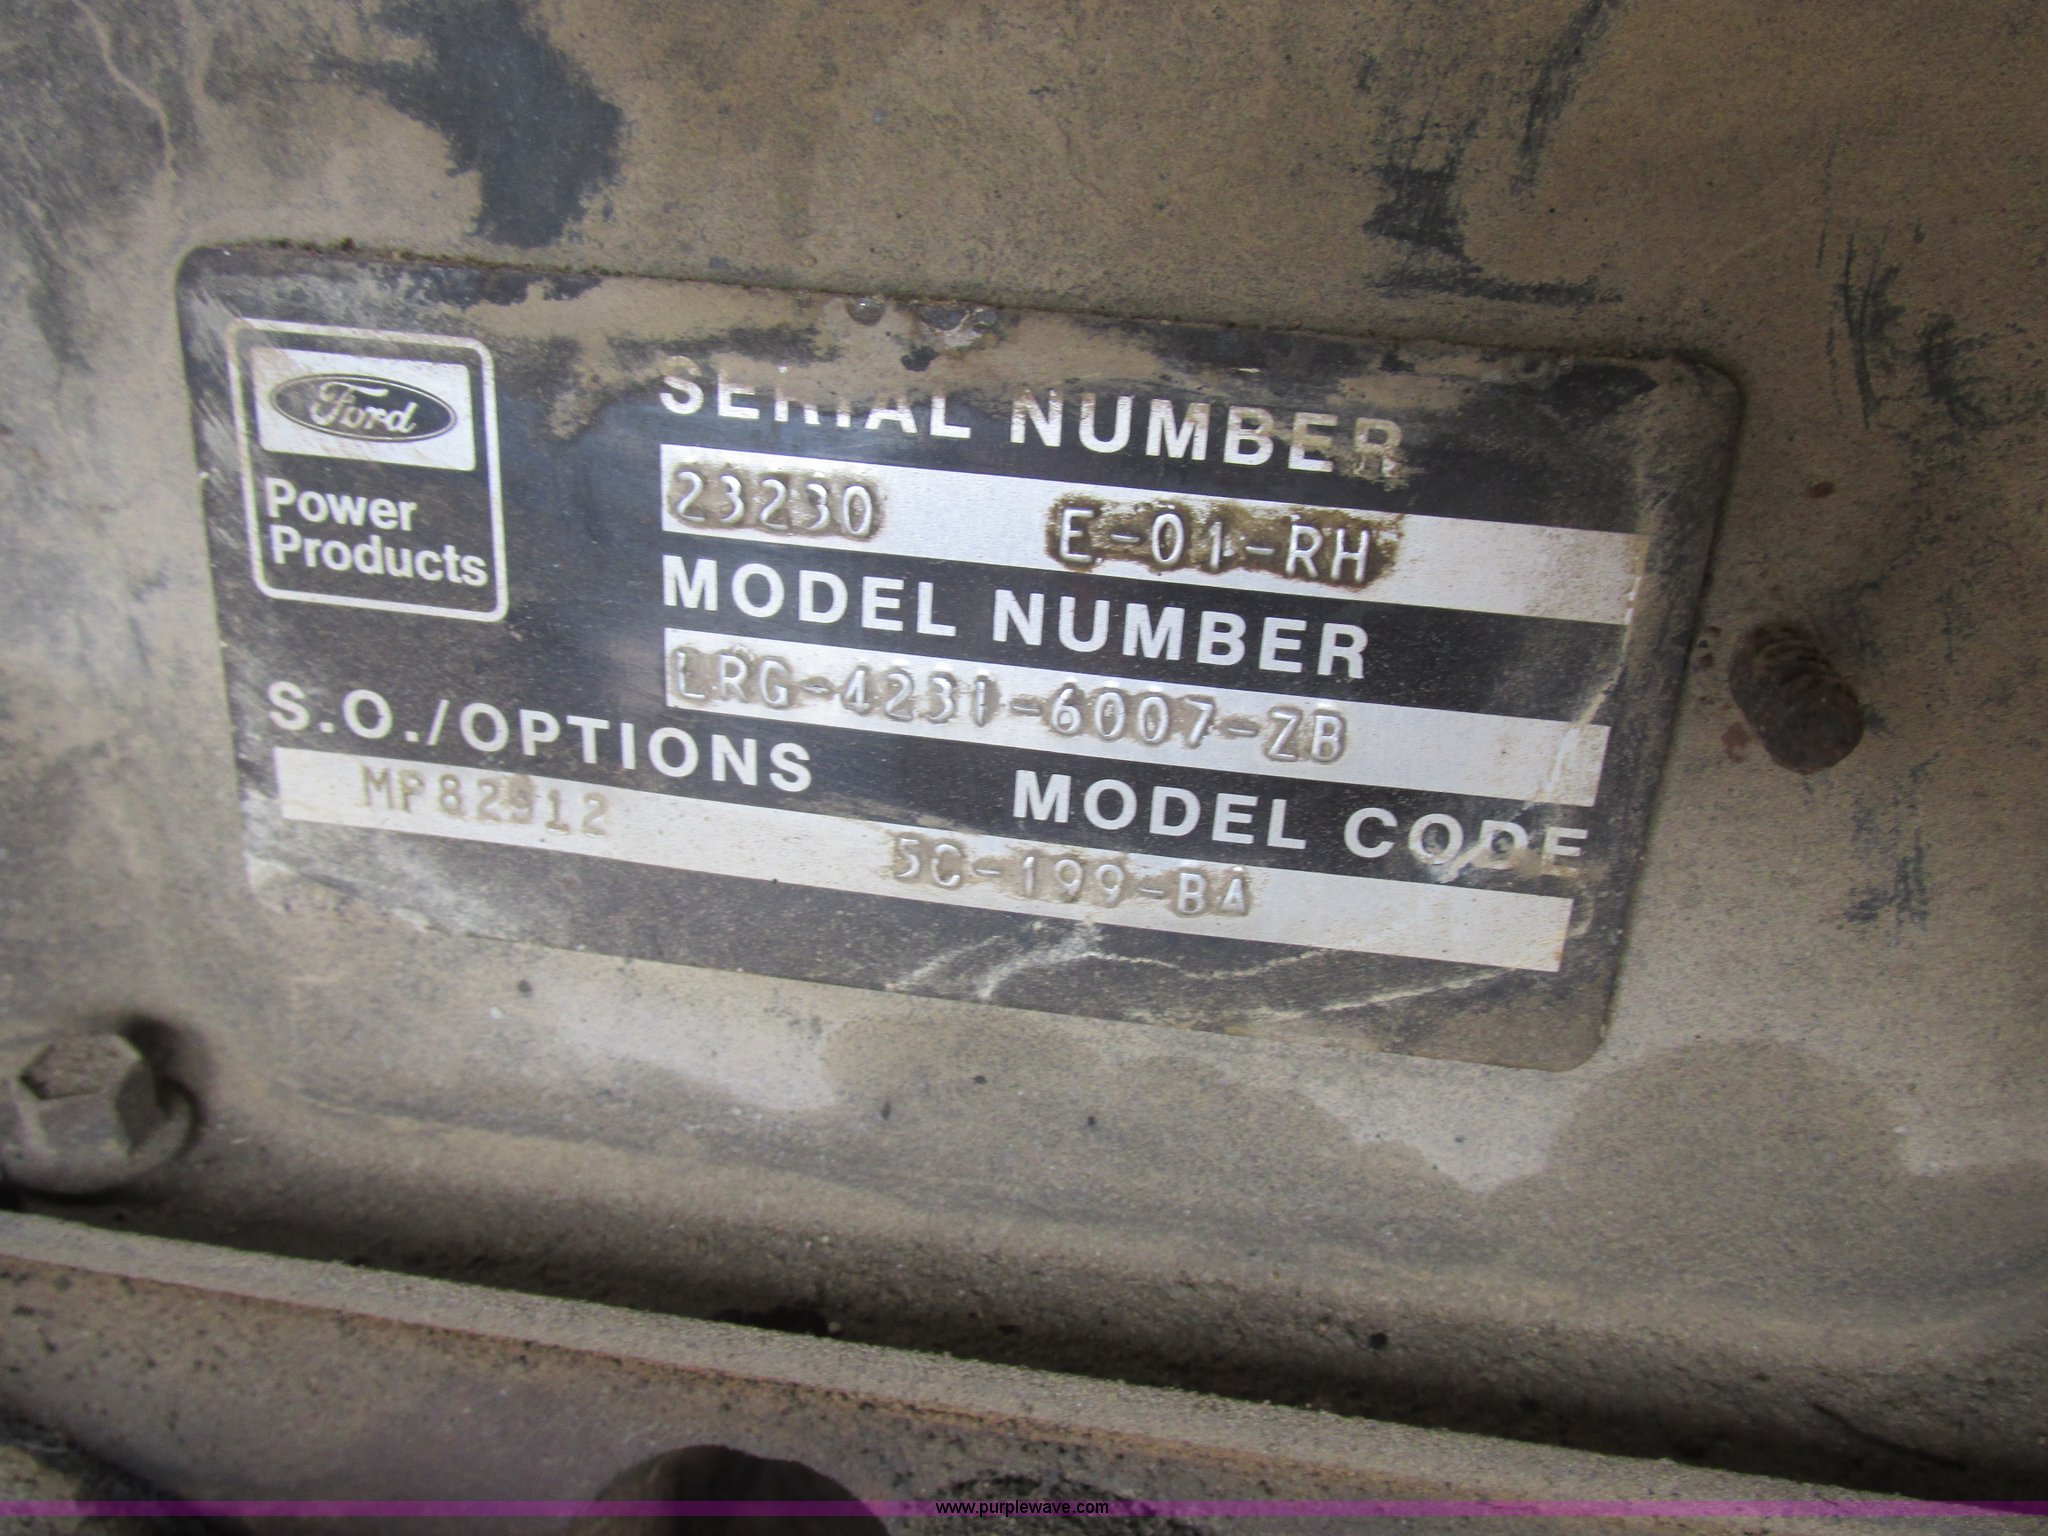 Ford
Power
Products
SERIAL NUMBER
23230 E-01-RH
MODEL NUMBER
LRG-4231-6007-ZB
S.O./OPTIONS
MP82912
MODEL CODE
5C-199-BA
www.purplewave.com